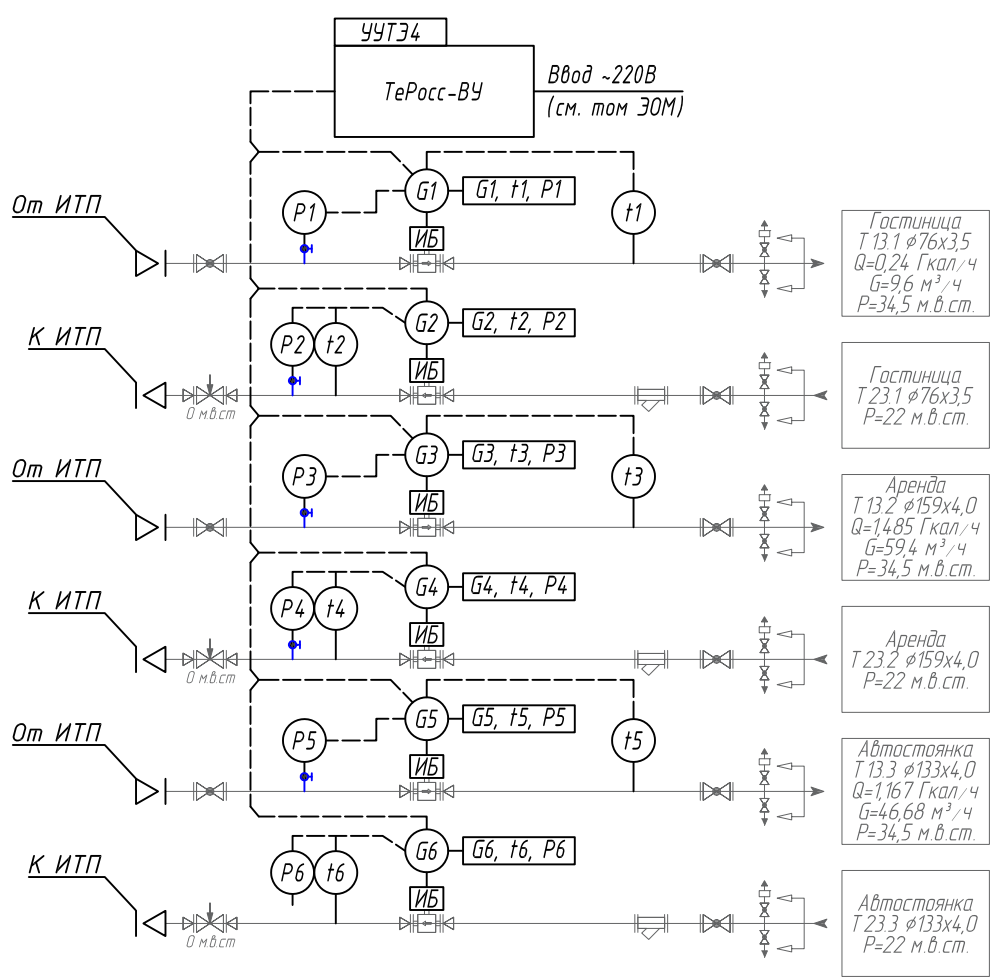 УУТЭ4
ТеРосс-ВУ
Ввод ~220В
(см. том ЭОМ)
От ИТП
P1
G1
G1, t1, P1
t1
ИБ
Гостиница
Т 13.1 ϕ76х3,5
Q=0,24 Гкал/ч
G=9,6 м³/ч
Р=34,5 м.в.ст.
К ИТП
P2
t2
G2
G2, t2, P2
ИБ
0 м.в.ст
Гостиница
Т 23.1 ϕ76х3,5
Р=22 м.в.ст.
От ИТП
P3
G3
G3, t3, P3
t3
ИБ
Аренда
Т 13.2 ϕ159х4,0
Q=1,485 Гкал/ч
G=59,4 м³/ч
Р=34,5 м.в.ст.
К ИТП
P4
t4
G4
G4, t4, P4
ИБ
0 м.в.ст
Аренда
Т 23.2 ϕ159х4,0
Р=22 м.в.ст.
От ИТП
P5
G5
G5, t5, P5
t5
ИБ
Автостоянка
Т 13.3 ϕ133х4,0
Q=1,167 Гкал/ч
G=46,68 м³/ч
Р=34,5 м.в.ст.
К ИТП
P6
t6
G6
G6, t6, P6
ИБ
0 м.в.ст
Автостоянка
Т 23.3 ϕ133х4,0
Р=22 м.в.ст.